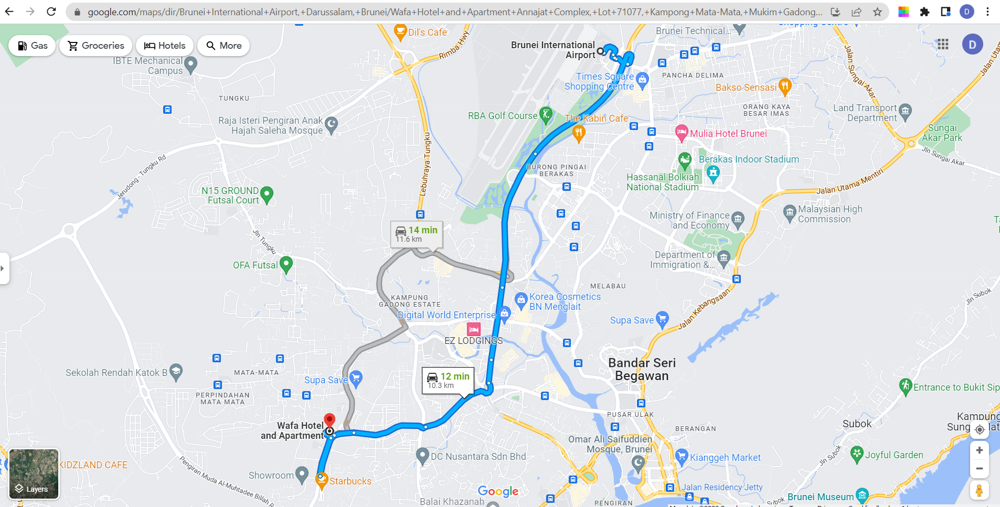 google.com/maps/dir/Brunei+International+Airport,+Darussalam,+Brunei/Wafa+Hotel+and+Apartment+Annajat+Complex,+Lot+71077,+Kampong+Mata-Mata,+Mukim+Gadong...
D
Gas
Groceries
Hotels
More
D
Dil's Cafe
Rimba Hwy
Brunei International
Airport
Brunei Technical...
Shopping Centre
Jalan Utam
IBTE Mechanical
Campus
TUNGKU
Times Square
Shopping Centre
PANCHA DELIMA
Bakso Sensasi
Jalan Sungai Akar
ORANG KAYA
BESAR IMAS
Land Transport
Department
Raja Isteri Pengiran Anak
Hajah Saleha Mosque
RBA Golf Course
The Kabin Cafe
Mulia Hotel Brunei
Sungai
Akar Park
Jln Sungai Akar
Jerudong - Tungku Rd
Lebuhraya Tungku
BURONG PINGAI
BERAKAS
Berakas Indoor Stadium
Hassanal Bolkiah
National Stadium
Jalan Utama Mentiri
N15 GROUND
Futsal Court
Ministry of Finance
and Economy
Malaysian High
Commission
14 min
11.6 km
Jln Tungku
OFA Futsal
Department of
Immigration &...
MELABAU
KAMPUNG
GADONG ESTATE
Korea Cosmetics
BN Menglait
Jalan Kebangsaan
Jln Subok
Digital World Enterprise
Supa Save
EZ LODGINGS
Bandar Seri
Begawan
Sekolah Rendah Katok B
MATA-MATA
Supa Save
12 min
10.3 km
PERPINDAHAN
MATA MATA
Entrance to Bukit Sip
PUSAR ULAK
Wafa Hotel
and Apartment
Subok
Kampung
BERANGAN
Omar Ali Saifuddien
Mosque, Brunei
DC Nusantara Sdn Bhd
Kianggeh Market
Jln Subok
Joyful Garden
KIDZLAND CAFE
Pengiran Muda Al-Muhtadee Billah R
Showroom
Starbucks
Layers
Google
Jalan Residency Jetty
Balai Khazanah
PENGIRAN
Subok
Brunei Museum